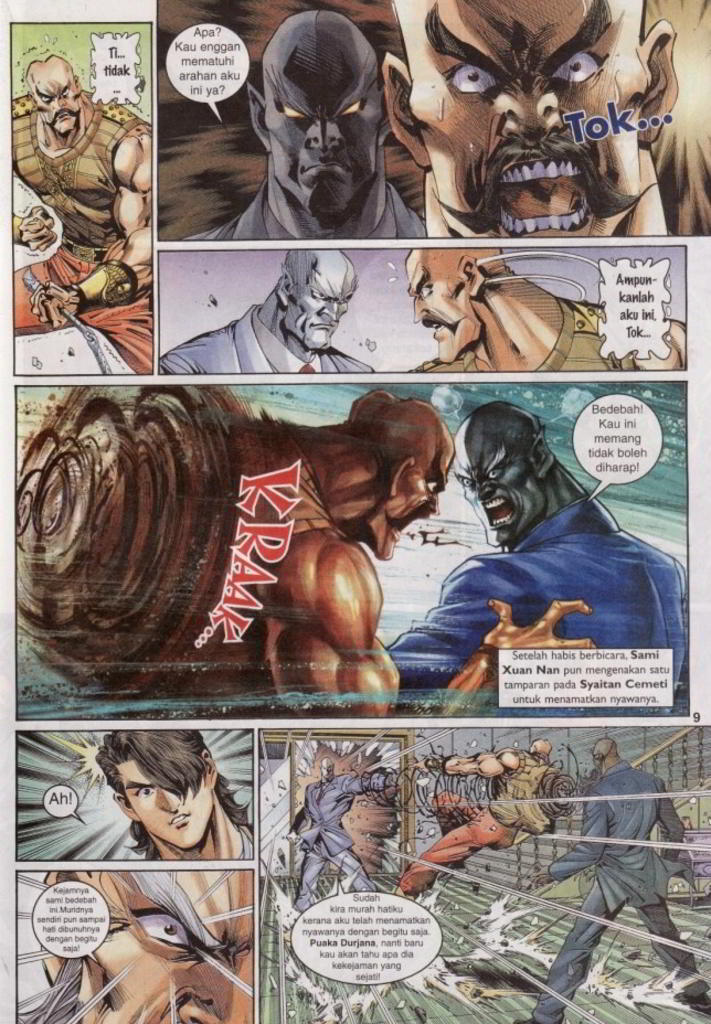 Ti...
tidak
...
Apa?
Kau enggan
mematuhi
arahan aku
ini ya?
Tok...
Ampun-
kanlah
aku ini,
Tok...
Bedebah!
Kau ini
memang
tidak boleh
diharap!
KRAAK...
Setelah habis berbicara, Sami
Xuan Nan pun mengenakan satu
tamparan pada Syaitan Cemeti
untuk menamatkan nyawanya.
9
Ah!
Kejamnya
sami bedebah
ini.Muridnya
sendiri pun sampai
hati dibunuhnya
dengan begitu
saja!
Sudah
kira murah hatiku
kerana aku telah menamatkan
nyawanya dengan begitu saja.
Puaka Durjana, nanti baru
kau akan tahu apa dia
kekejaman yang
sejati!